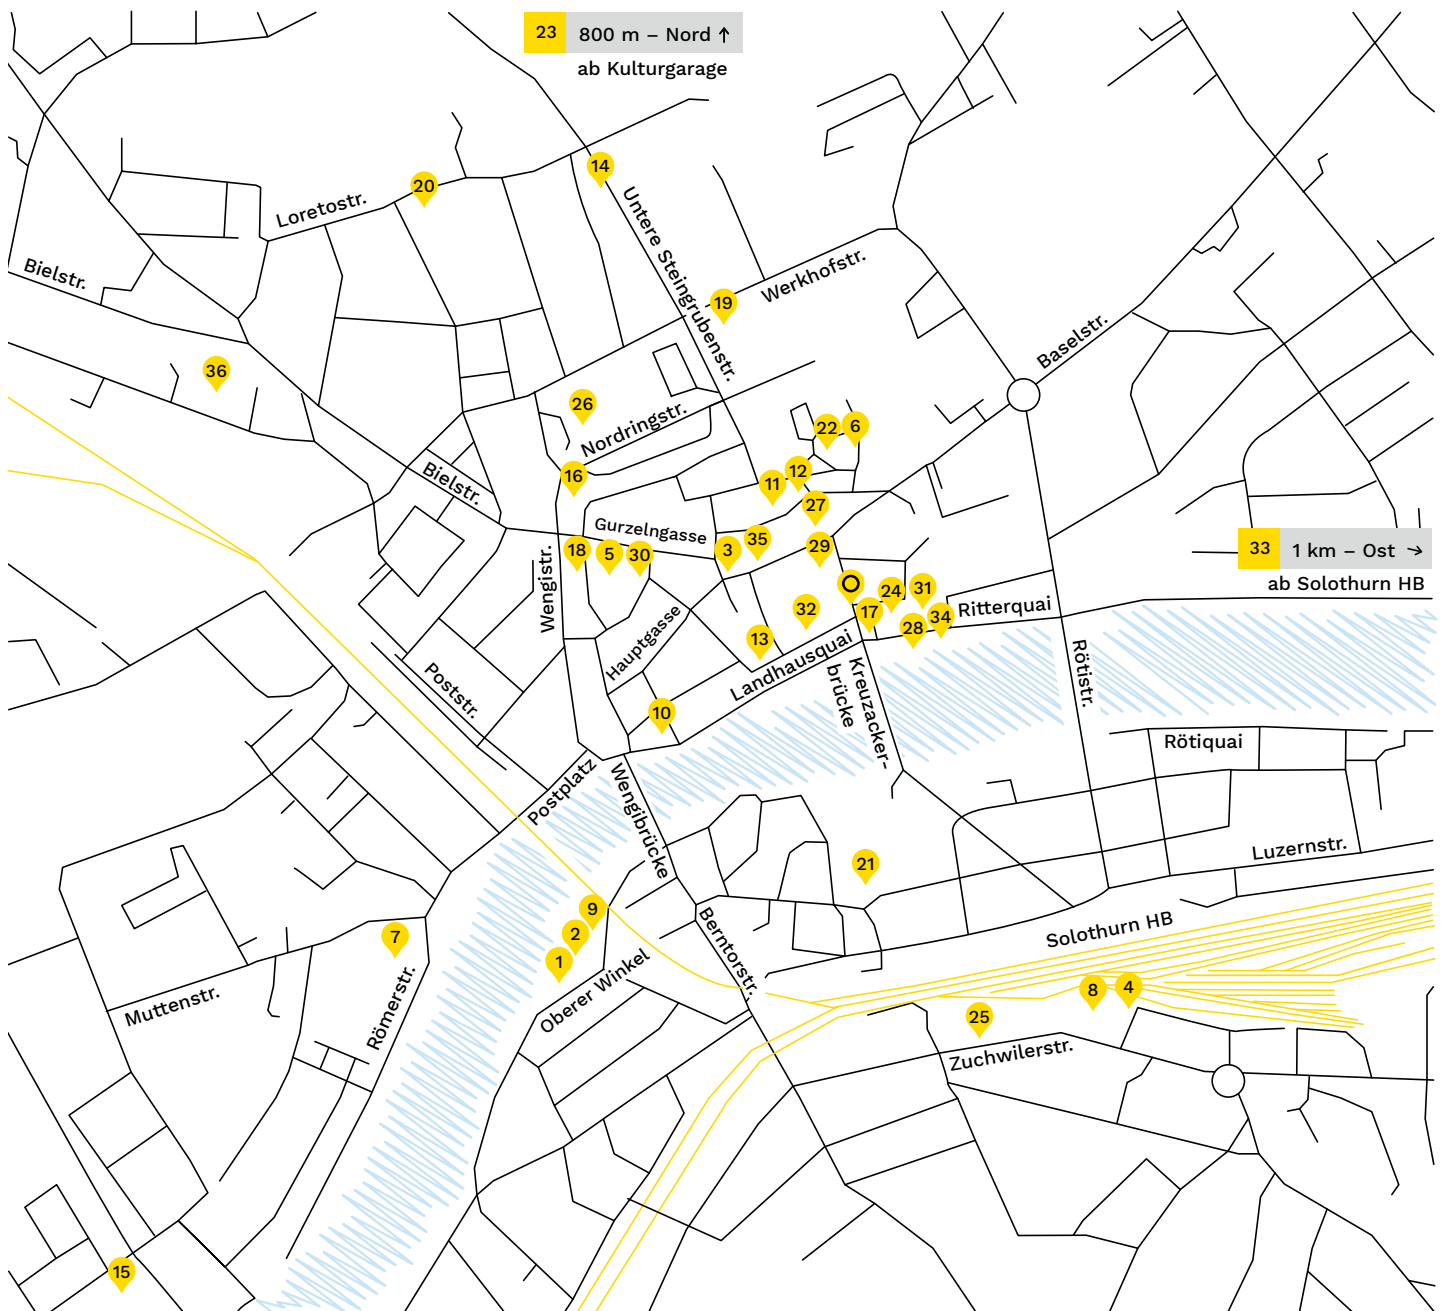 23
800 m – Nord ↑
ab Kulturgarage
14
20
Loretostr.
Untere Steingrubenstr.
Bielstr.
Werkhofstr.
19
Baselstr.
36
26
Nordringstr.
22
6
Bielstr.
16
12
11
27
Gurzelngasse
18
5
30
3
35
29
33
1 km – Ost →
ab Solothurn HB
Wengistr.
24
31
32
17
34
Ritterquai
28
13
Hauptgasse
Landhausquai
Kreuzacker-
brücke
Rötistr.
Poststr.
10
Rötiquai
Postplatz
Wengibrücke
21
Luzernstr.
9
2
1
7
Berntorstr.
Solothurn HB
Oberer Winkel
Muttenstr.
Römerstr.
8
4
25
Zuchwilerstr.
15